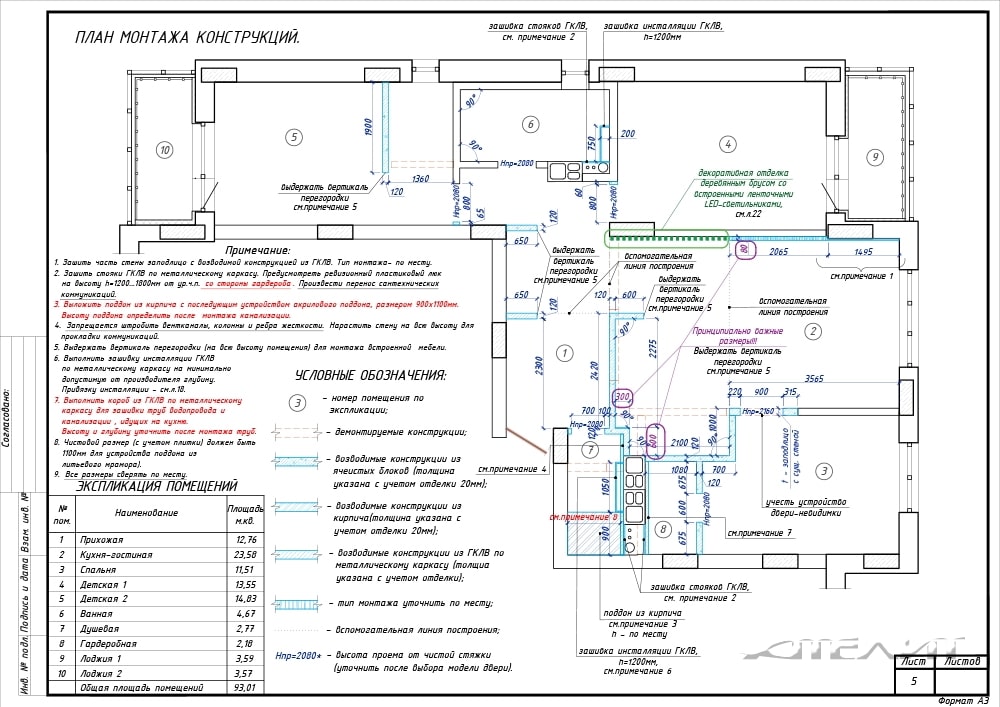 ПЛАН МОНТАЖА КОНСТРУКЦИЙ.
зашивка стояков ГКЛВ,
см. примечание 2
зашивка инсталляции ГКЛВ,
h=1200мм
10
5
1900
120
1360
выдержать вертикаль
перегородки
см.примечание 5
90°
90°
6
Hпр=2080
750
200
Hпр=2080
800
65
60
800
Hпр=2080
4
9
декоративная отделка
деревянным брусом со
встроенными ленточными
LED-светильниками,
см.л.22
650
120
выдержать
вертикаль
перегородки
см.примечание 5
650
120
вспомогательная
линия построения
80
2065
1495
см.примечание 1
120
600
выдержать
вертикаль
перегородки
см.примечание 5
вспомогательная
линия построения
2
90°
2275
Принципиально важные
размеры!!!
Выдержать вертикаль
перегородки
см.примечание 5
1
2300
2420
3565
220
900
315
Hпр=2160
300
700
100
90°
Hпр=2080
120
600
2100
90°
120
1000
1 - заподлицо
с сущ. стеной
3
7
см.примечание 4
1050
см.примечание 8
900
1080
700
120
675
600
675
Hпр=2080
8
учесть устройство
двери-невидимки
см.примечание 7
зашивка стояков ГКЛВ,
см. примечание 2
поддон из кирпича
см.примечание 3
h - по месту
зашивка инсталляции ГКЛВ,
h=1200мм,
см.примечание 6
Примечание:
1. Зашить часть стены заподлицо с возводимой конструкцией из ГКЛВ. Тип монтажа- по месту.
2. Зашить стояки ГКЛВ по металлическому каркасу. Предусмотреть ревизионный пластиковый люк
на высоту h=1200...1800мм от ур.ч.п. со стороны гардероба. Произвести перенос сантехнических
коммуникаций.
3. Выложить поддон из кирпича с последующим устройством акрилового поддона, размером 900х1100мм.
Высоту поддона определить после монтажа канализации.
4. Запрещается штробить вентканалы, колонны и ребра жесткости. Нарастить стену на всю высоту для
прокладки коммуникаций.
5. Выдержать вертикаль перегородки (на всю высоту помещения) для монтажа встроенной мебели.
6. Выполнить зашивку инсталляции ГКЛВ
по металлическому каркасу на минимально
допустимую от производителя глубину.
Привязку инсталляции - см.л.18.
7. Выполнить короб из ГКЛВ по металлическому
каркасу для зашивки труб водопровода и
канализации , идущих на кухню.
Высоту и глубину уточнить после монтажа труб.
8. Чистовой размер (с учетом плитки) должен быть
1100мм для устройства поддона из
литьевого мрамора).
9. Все размеры сверять по месту.
УСЛОВНЫЕ ОБОЗНАЧЕНИЯ:
3 - номер помещения по
экспликации;
- демонтируемые конструкции;
- возводимые конструкции из
ячеистых блоков (толщина
указана с учетом отделки 20мм);
- возводимые конструкции из
кирпича(толщина указана с
учетом отделки 20мм);
- возводимые конструкции из ГКЛВ по
металлическому каркасу (толщиа
указана с учетом отделки);
- тип монтажа уточнить по месту;
- вспомогательная линия построения;
Hпр=2080* - высота проема от чистой стяжки
(уточнить после выбора модели двери).
ЭКСПЛИКАЦИЯ ПОМЕЩЕНИЙ
№ пом. Наименование Площадь м.кв.
1 Прихожая 12,76
2 Кухня-гостиная 23,58
3 Спальня 11,51
4 Детская 1 13,55
5 Детская 2 14,83
6 Ванная 4,67
7 Душевая 2,77
8 Гардеробная 2,18
9 Лоджия 1 3,59
10 Лоджия 2 3,57
Общая площадь помещений 93,01
Согласовано:
Взам. инв. №
Подпись и дата
Инв. № подл.
СТЕЛИТ
Лист
Листов
5
Формат А3